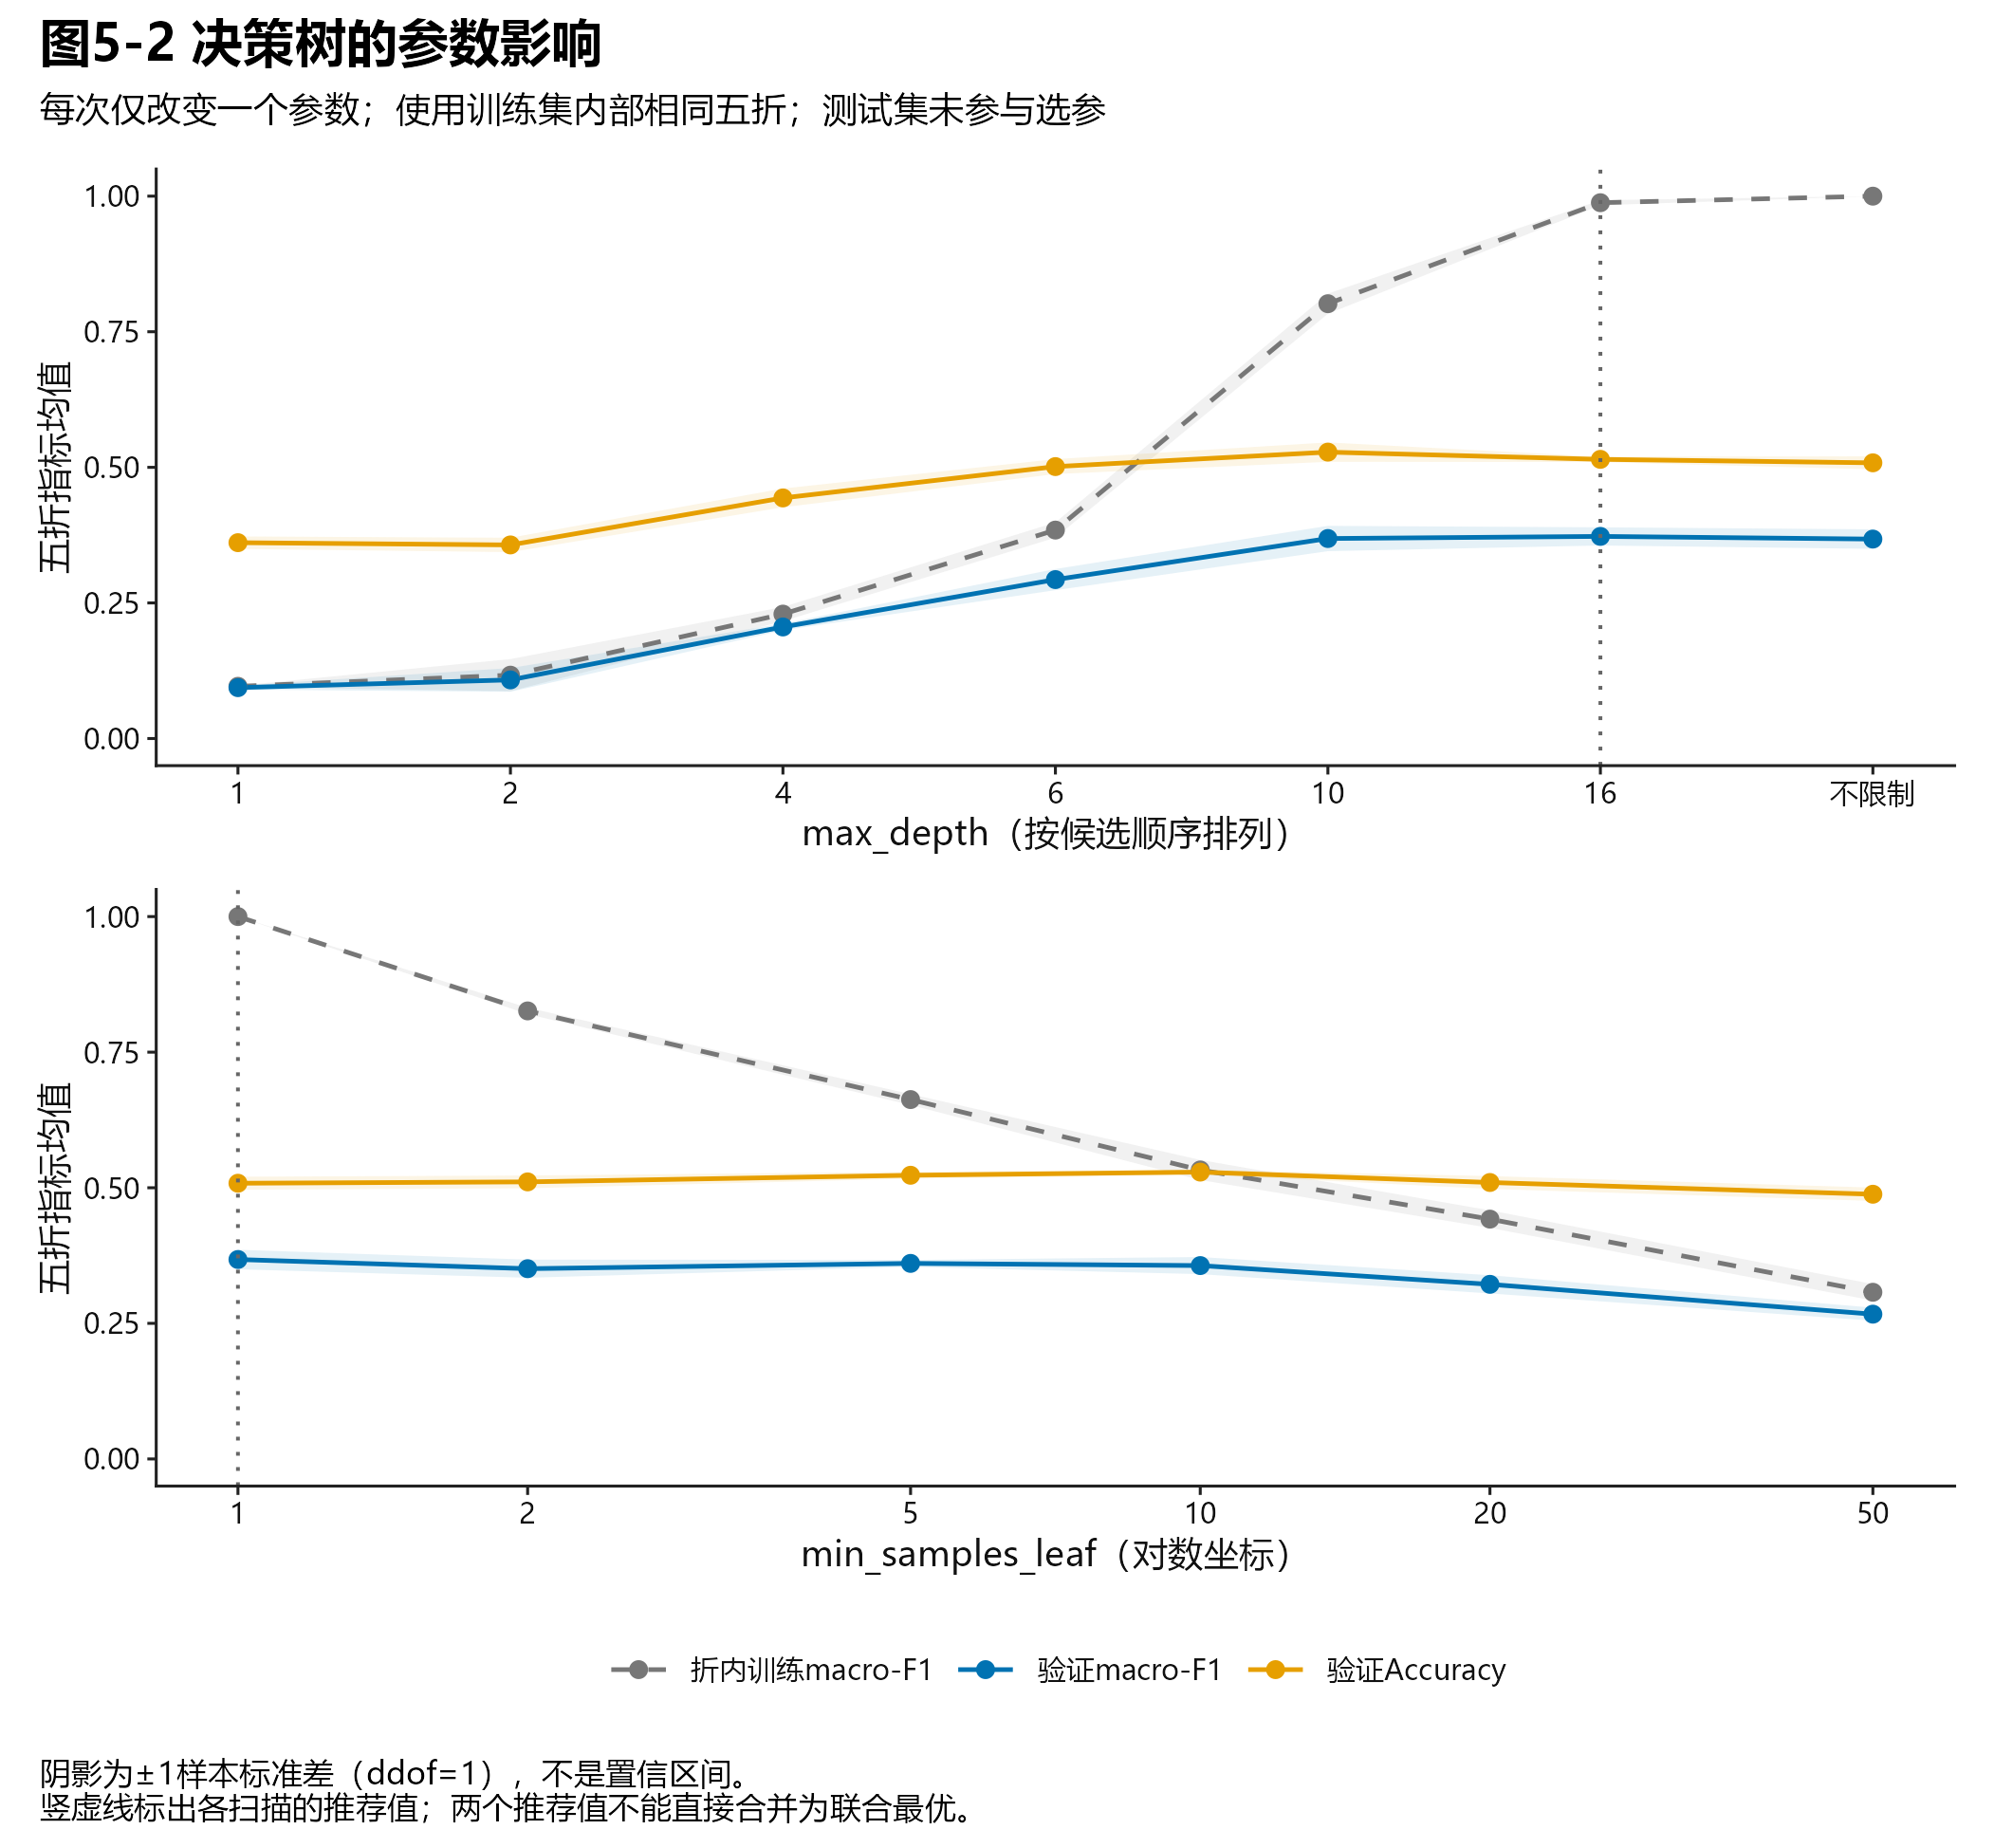 图5-2 决策树的参数影响
每次仅改变一个参数；使用训练集内部相同五折；测试集未参与选参
五折指标均值
1.00
0.75
0.50
0.25
0.00
1 2 4 6 10 16 不限制
max_depth（按候选顺序排列）
五折指标均值
1.00
0.75
0.50
0.25
0.00
1 2 5 10 20 50
min_samples_leaf（对数坐标）
折内训练macro-F1 验证macro-F1 验证Accuracy
阴影为±1样本标准差（ddof=1），不是置信区间。
竖虚线标出各扫描的推荐值；两个推荐值不能直接合并为联合最优。